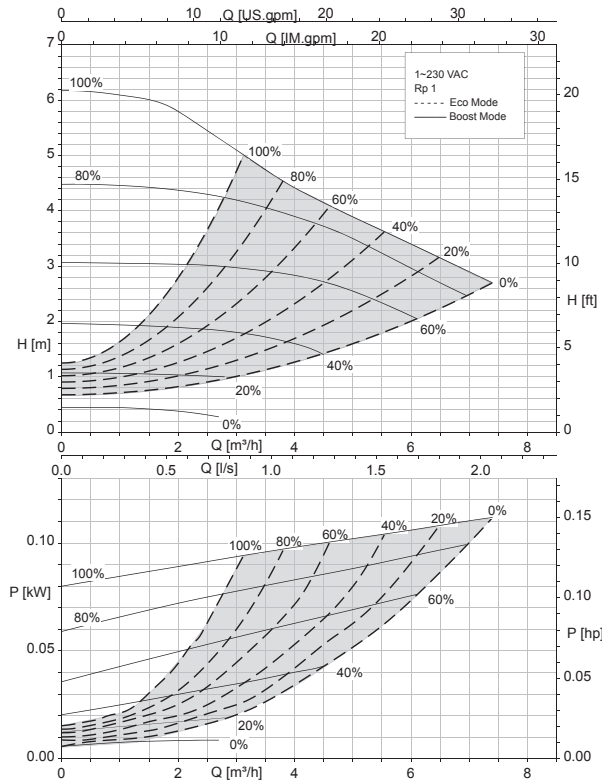 0 10 20 30
Q [US.gpm]
0 10 20 30
Q [IM.gpm]
7
100%
6
5
80%
4
3
2
H [m]
1
0
1~230 VAC
Rp 1
Eco Mode
Boost Mode
100%
80%
60%
40%
20%
0%
60%
40%
20%
0%
20
15
10
H [ft]
5
0
0 2 4 6 8
Q [m³/h]
0.0 0.5 1.0 1.5 2.0
Q [l/s]
0.10
P [kW]
0.05
0.00
100%
80%
100% 80% 60% 40% 20% 0%
60%
40%
20%
0%
0.15
0.10
P [hp]
0.05
0.00
0 2 4 6 8
Q [m³/h]